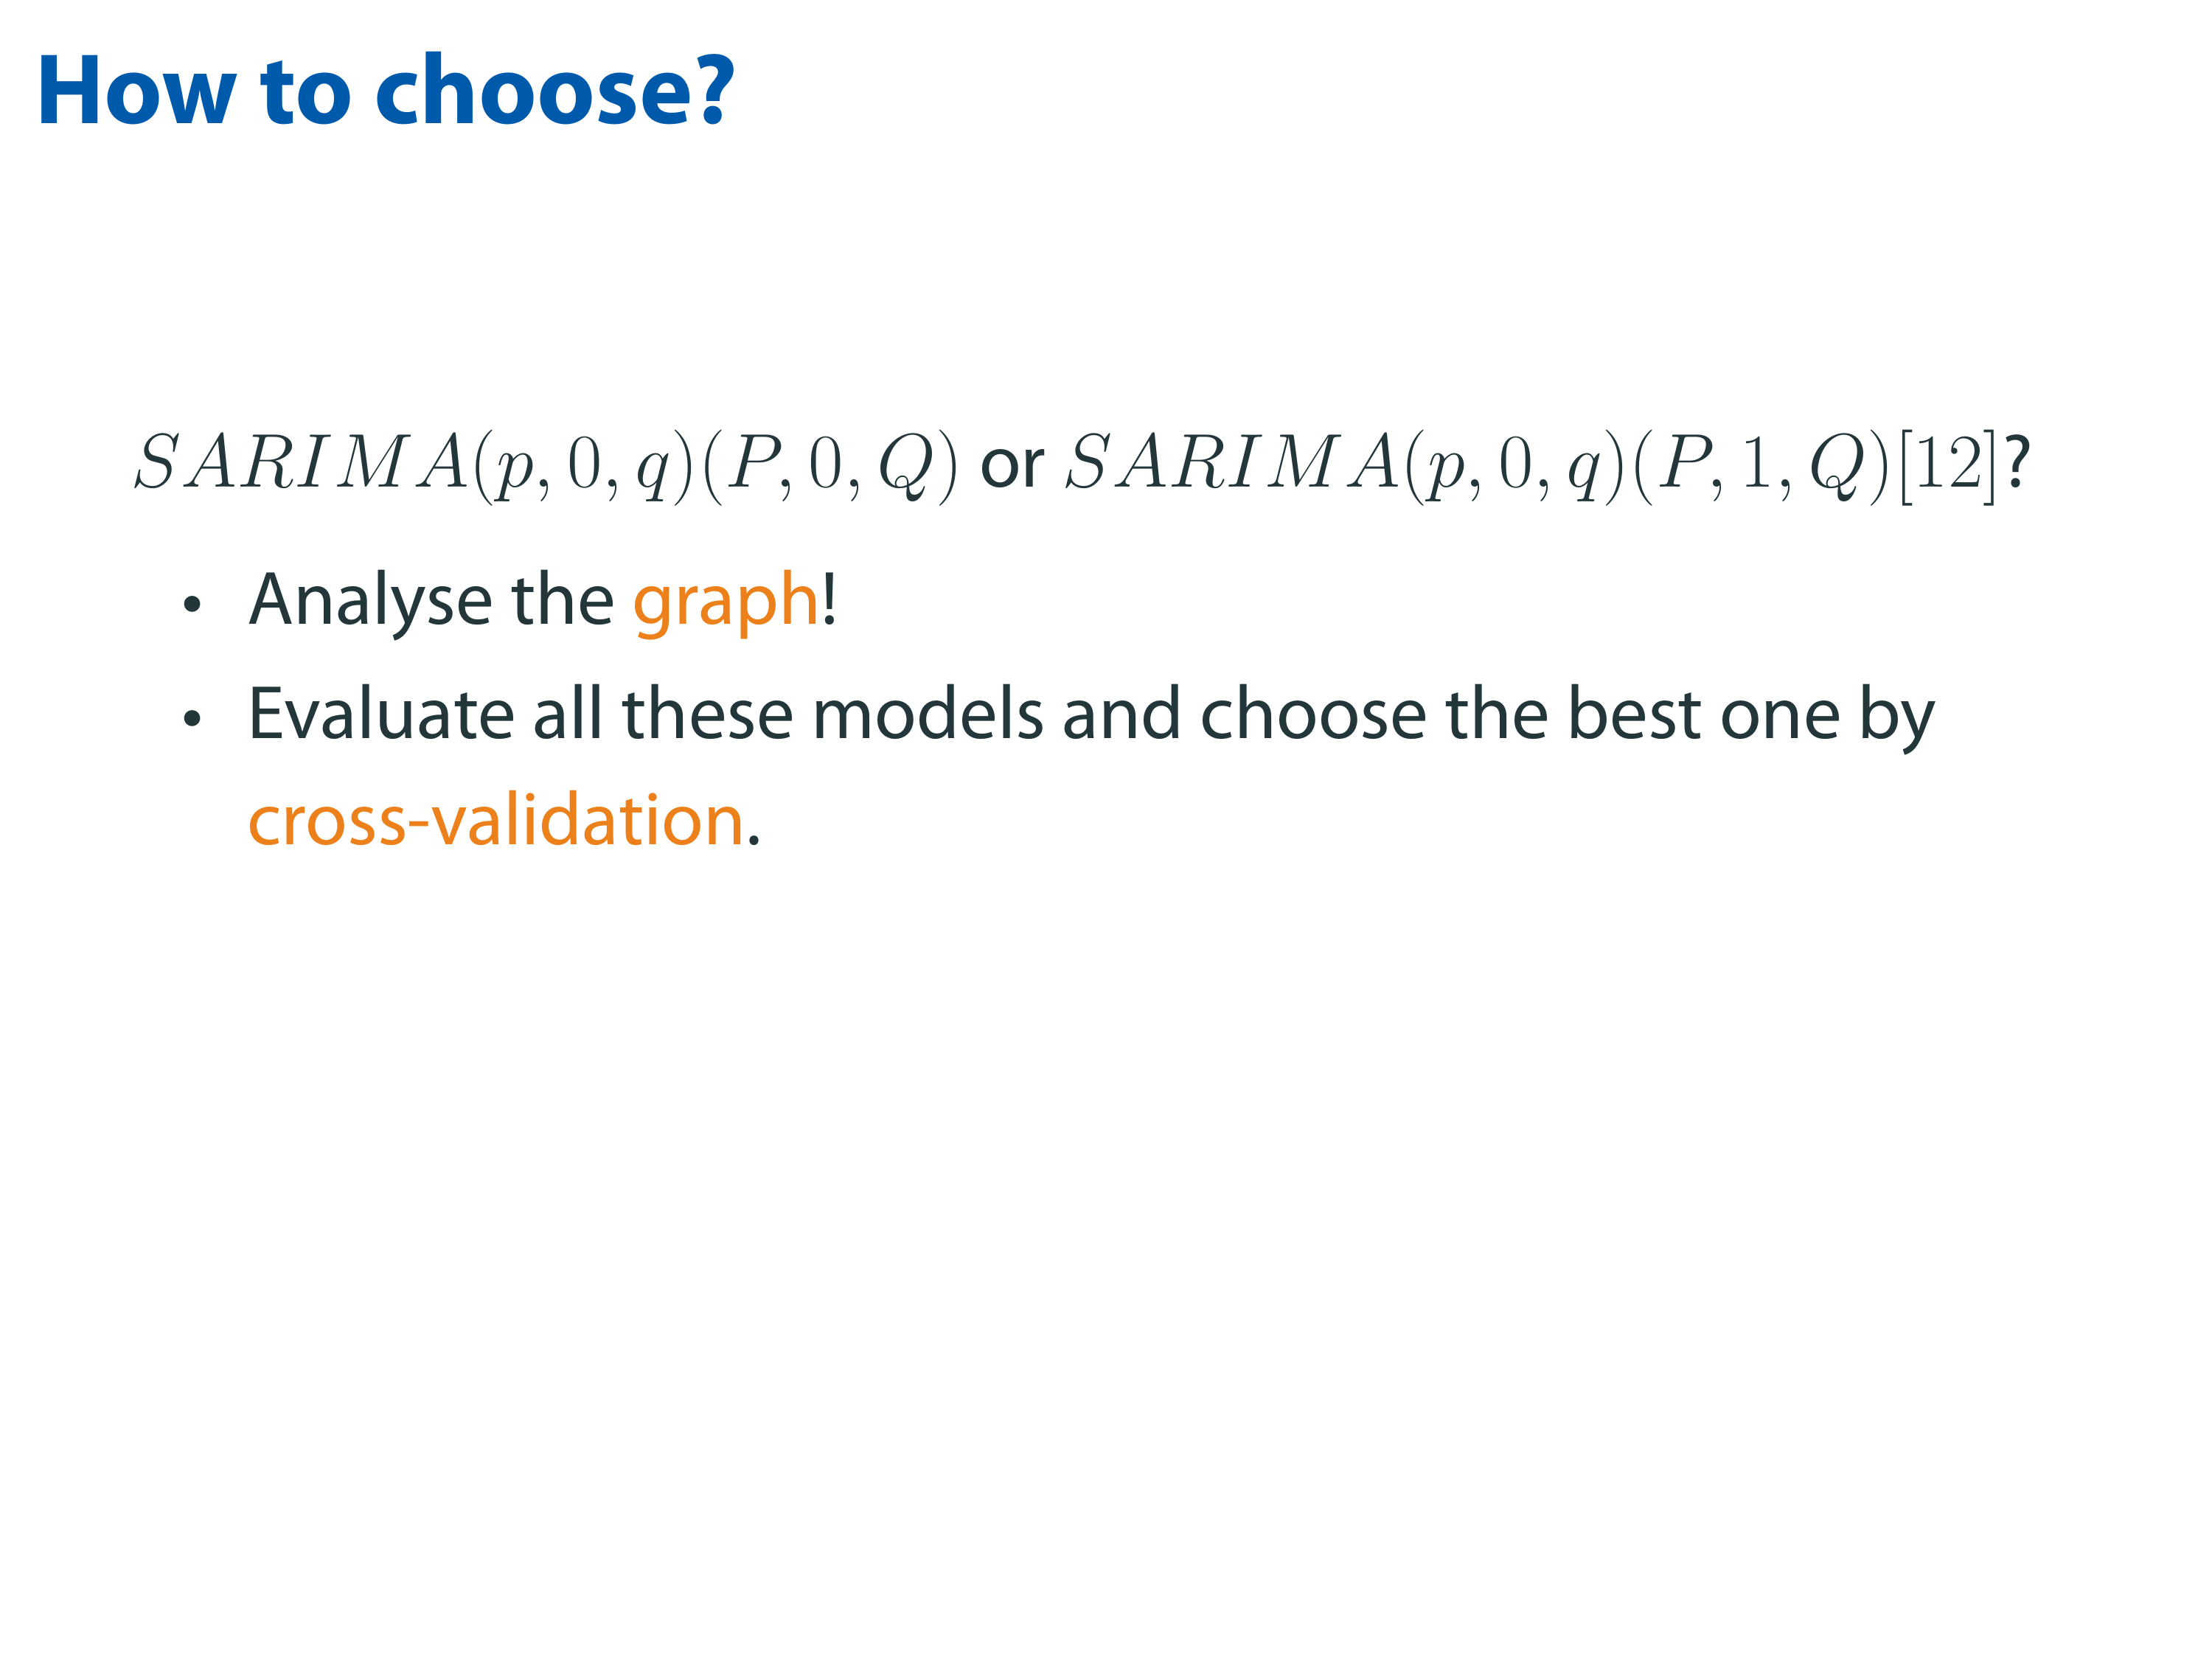 How to choose?
SARIMA(p, 0, q)(P, 0, Q) or SARIMA(p, 0, q)(P, 1, Q)[12]?
• Analyse the graph!
• Evaluate all these models and choose the best one by
cross-validation.